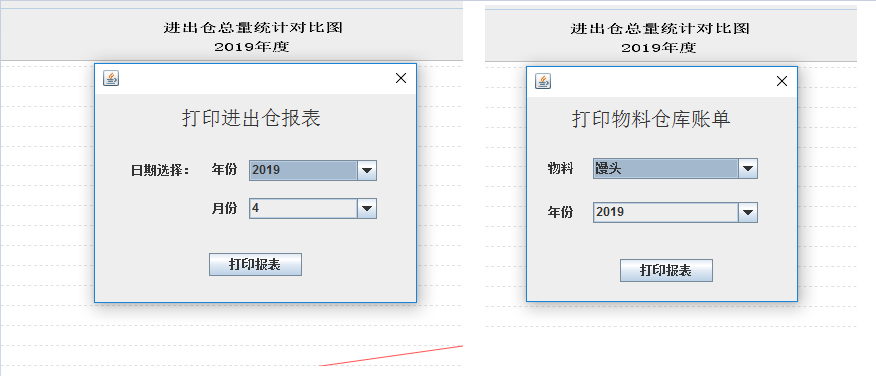 进出仓总量统计对比图
2019年度
打印进出仓报表
日期选择： 年份 2019
月份 4
打印报表
进出仓总量统计对比图
2019年度
打印物料仓库账单
物料 馒头
年份 2019
打印报表